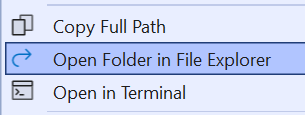 Copy Full Path
Open Folder in File Explorer
Open in Terminal